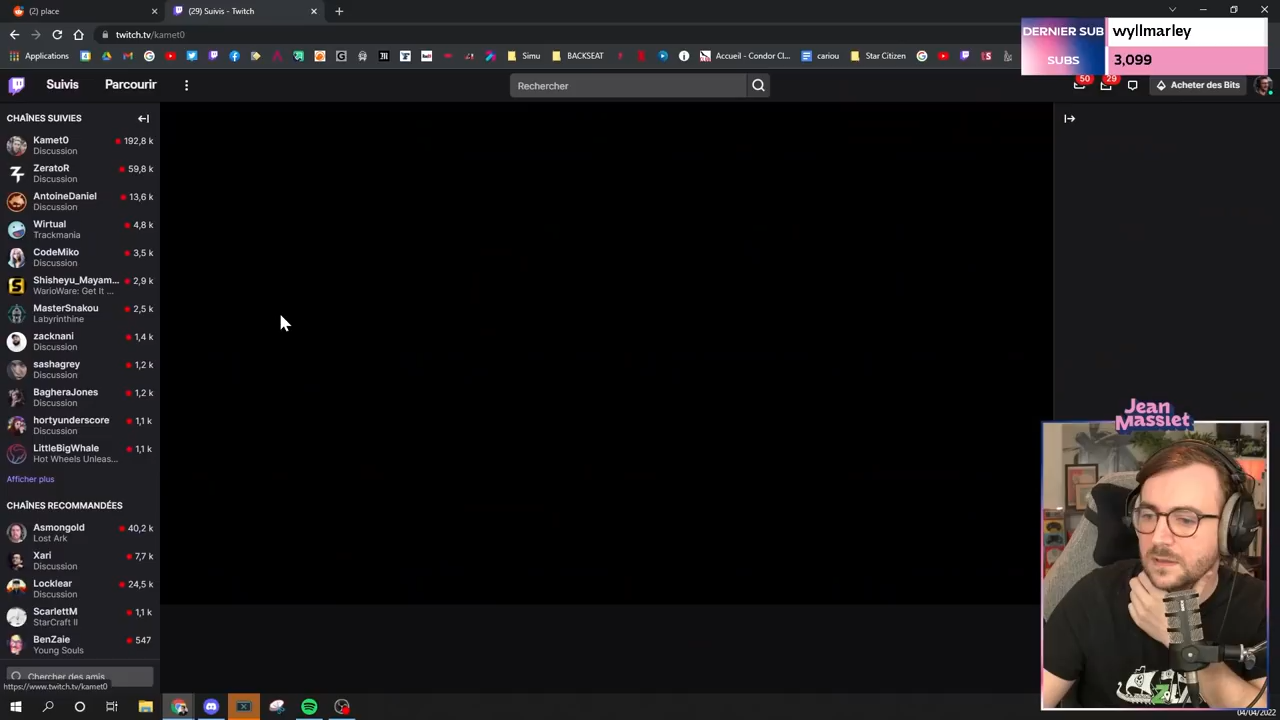 (2) place
(29) Suivis - Twitch
twitch.tv/kamet0
DERNIER SUB
wyllmarley
SUBS
3,099
Applications
Simu
BACKSEAT
Accueil - Condor Cl...
cariou
Star Citizen
Suivis
Parcourir
Rechercher
50
29
Acheter des Bits
CHAÎNES SUIVIES
Kamet0
192,8 k
Discussion
ZeratoR
59,8 k
Discussion
AntoineDaniel
13,6 k
Discussion
Wirtual
4,8 k
Trackmania
CodeMiko
3,5 k
Discussion
Shisheyu_Mayam...
2,9 k
WarioWare: Get It ...
MasterSnakou
2,5 k
Labyrinthine
zacknani
1,4 k
Discussion
sashagrey
1,2 k
Discussion
BagheraJones
1,2 k
Discussion
hortyunderscore
1,1 k
Discussion
LittleBigWhale
1,1 k
Hot Wheels Unleas...
Afficher plus
CHAÎNES RECOMMANDÉES
Asmongold
40,2 k
Lost Ark
Xari
7,7 k
Discussion
Locklear
24,5 k
Discussion
ScarlettM
1,1 k
StarCraft II
BenZaie
547
Young Souls
Chercher des amis
https://www.twitch.tv/kamet0
Jean
Massiet
04/04/2022